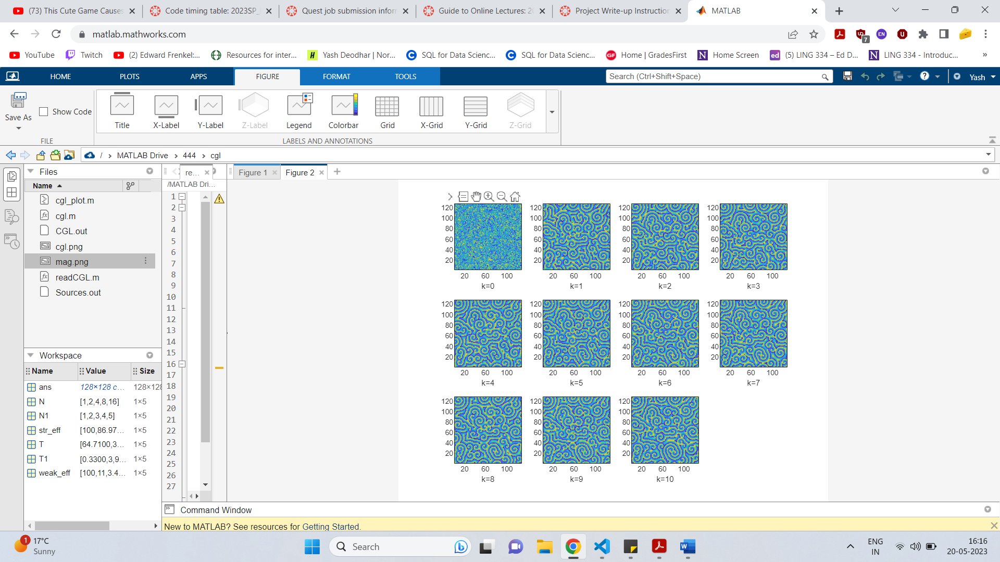 (73) This Cute Game Causes
Code timing table: 2023SP_
Quest job submission infor
Guide to Online Lectures: 20
Project Write-up Instruction
MATLAB
matlab.mathworks.com
7
EN
YouTube
Twitch
(2) Edward Frenkel:...
Resources for inter...
Yash Deodhar | Nor...
SQL for Data Scienc...
SQL for Data Scienc...
Home | GradesFirst
Home Screen
(5) LING 334 – Ed D...
LING 334 - Introduc...
»
HOME
PLOTS
APPS
FIGURE
FORMAT
TOOLS
Search (Ctrl+Shift+Space)
Yash
Save As
Show Code
FILE
Title
X-Label
Y-Label
Z-Label
Legend
Colorbar
Grid
X-Grid
Y-Grid
Z-Grid
LABELS AND ANNOTATIONS
/ › MATLAB Drive › 444 › cgl
Files
Name
cgl_plot.m
cgl.m
CGL.out
cgl.png
mag.png
readCGL.m
Sources.out
Workspace
Name Value Size
ans 128×128 c... 128×128
N [1,2,4,8,16] 1×5
N1 [1,2,3,4,5] 1×5
str_eff [100,86.97... 1×5
T [64.7100,3... 1×5
T1 [0.3300,3,9... 1×5
weak_eff [100,11,3.4... 1×5
re...
/MATLAB Dri...
1
2
3
4
5
6
7
8
9
10
11
12
13
14
15
16
17
18
19
20
21
22
23
24
25
26
27
Figure 1
Figure 2
120 120 120 120
100 100 100 100
80 80 80 80
60 60 60 60
40 40 40 40
20 20 20 20
20 60 100 20 60 100 20 60 100 20 60 100
k=0 k=1 k=2 k=3
120 120 120 120
100 100 100 100
80 80 80 80
60 60 60 60
40 40 40 40
20 20 20 20
20 60 100 20 60 100 20 60 100 20 60 100
k=4 k=5 k=6 k=7
120 120 120
100 100 100
80 80 80
60 60 60
40 40 40
20 20 20
20 60 100 20 60 100 20 60 100
k=8 k=9 k=10
Command Window
New to MATLAB? See resources for Getting Started.
1
17°C
Sunny
Search
ENG
IN
16:16
20-05-2023